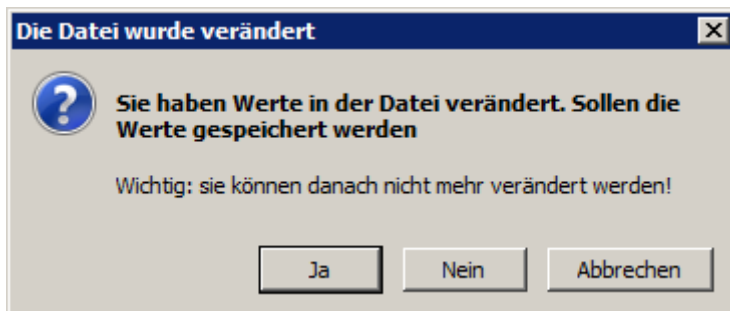 Die Datei wurde verändert
Sie haben Werte in der Datei verändert. Sollen die
Werte gespeichert werden
Wichtig: sie können danach nicht mehr verändert werden!
Ja Nein Abbrechen